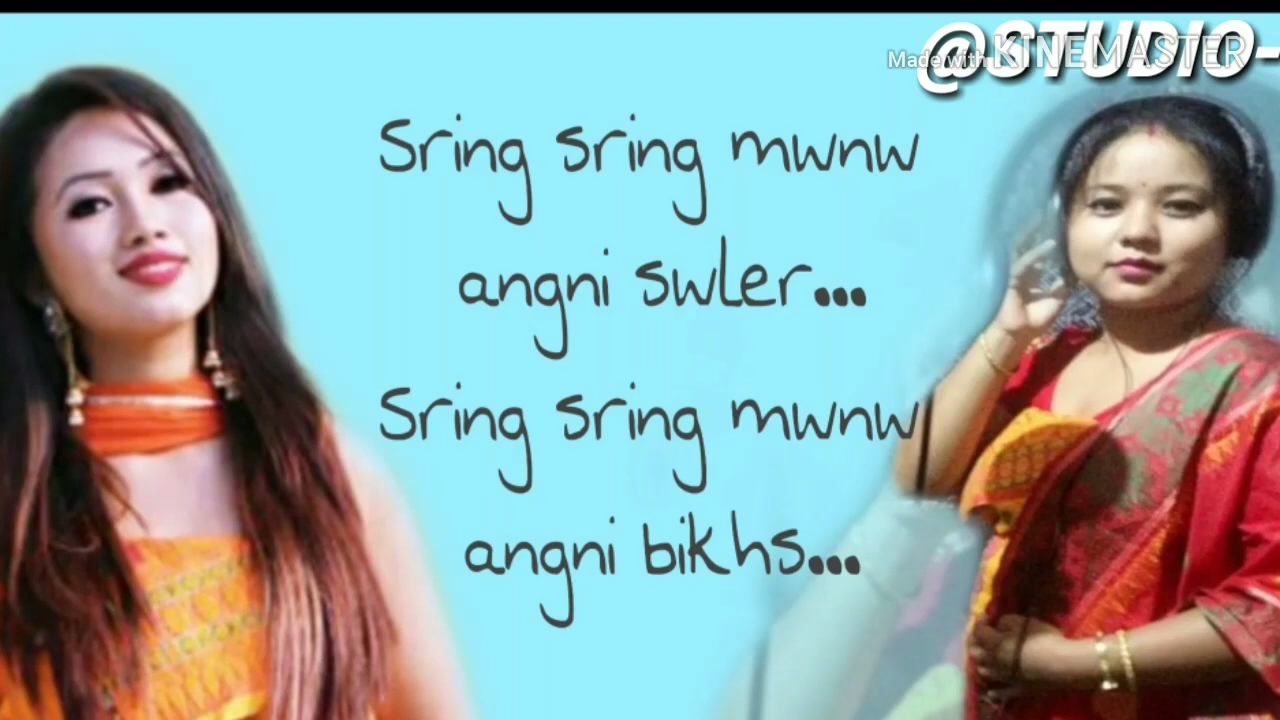 @STUDIO-
Made with KINEMASTER
Sring sring mwnw
angni swler...
Sring sring mwnw
angni bikhs...